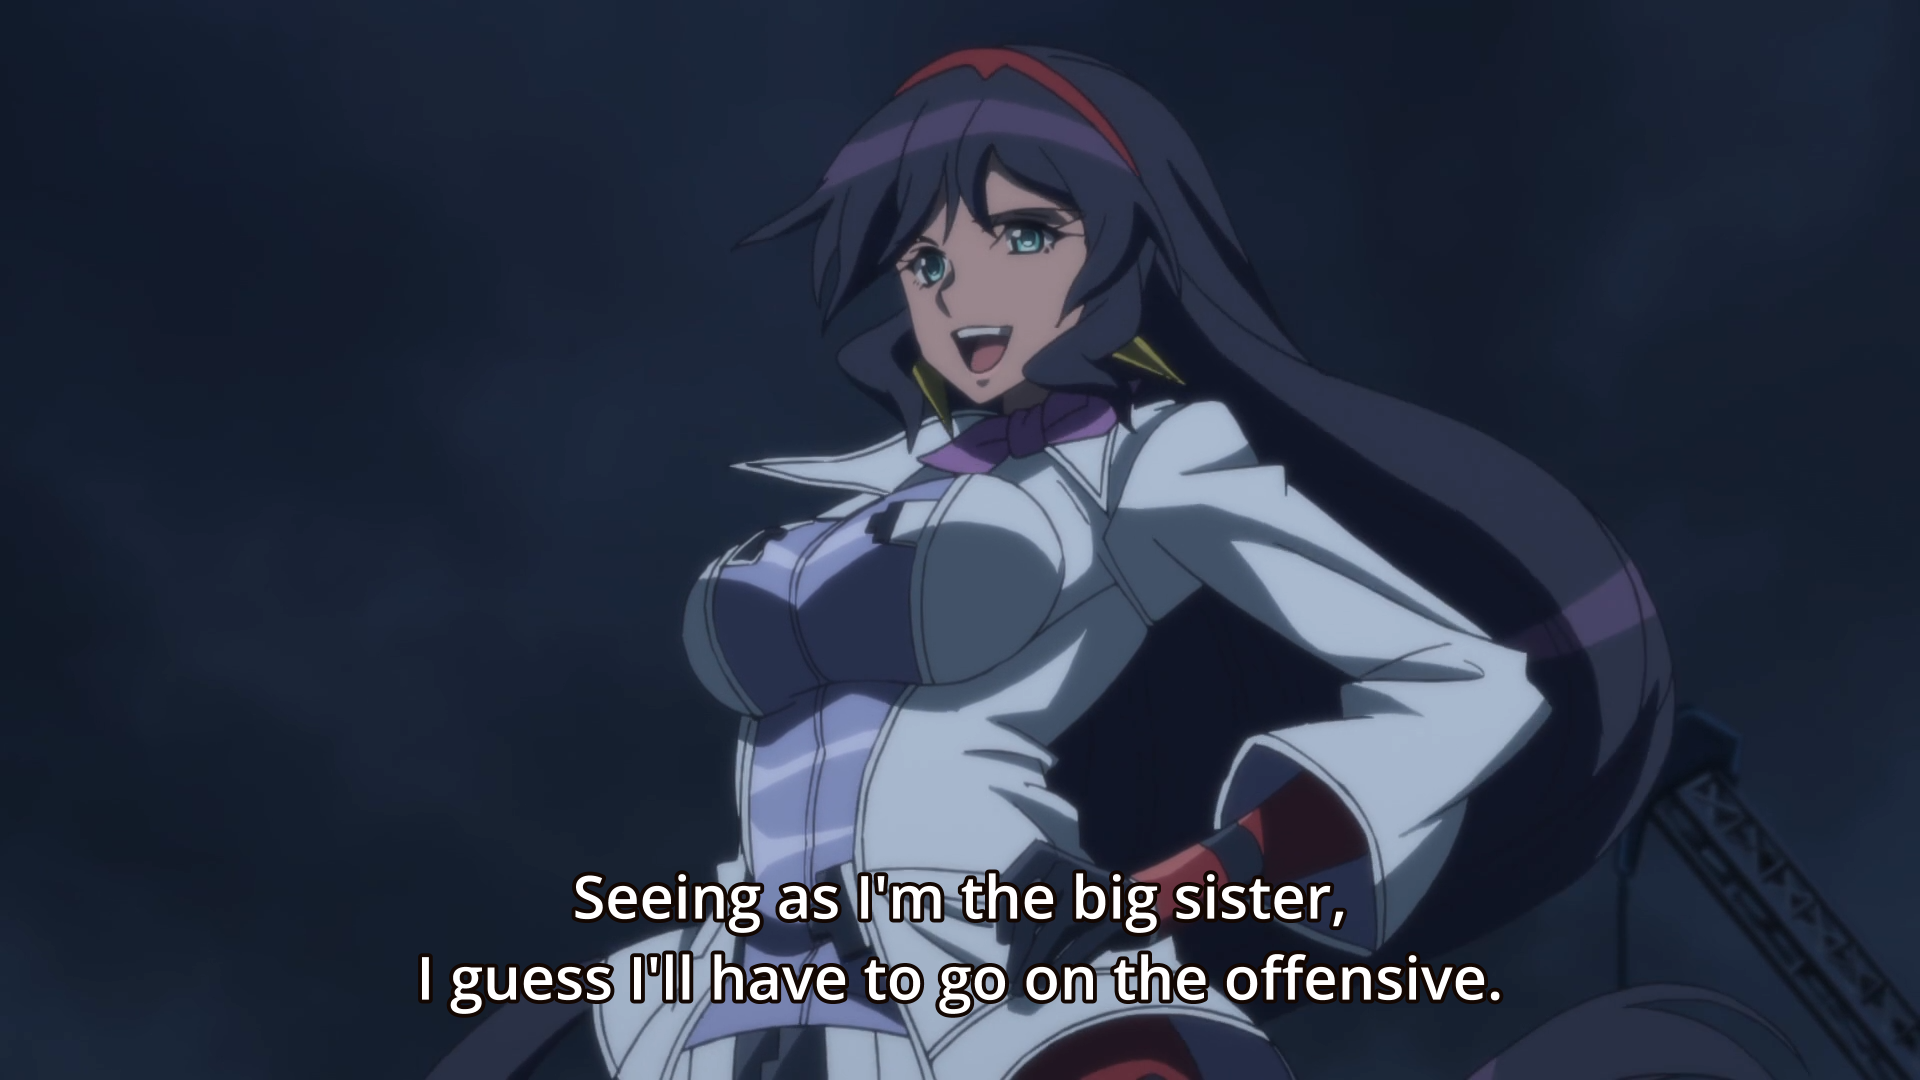 Seeing as I'm the big sister,
I guess I'll have to go on the offensive.